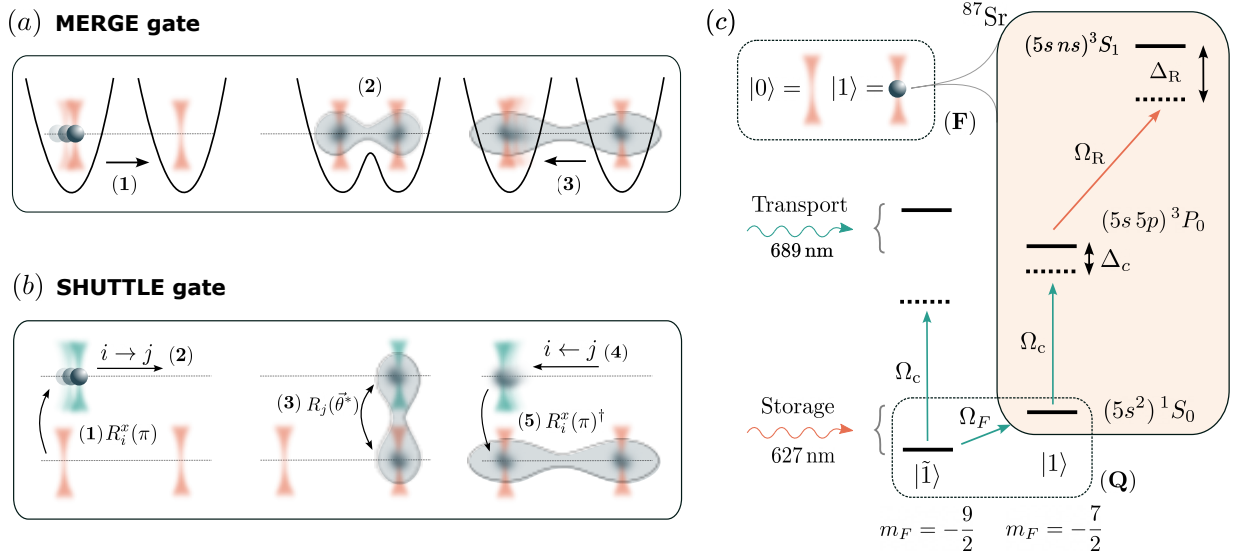 (a) MERGE gate
(1)
(2)
(3)
(b) SHUTTLE gate
(1) R_i^x(π)
i → j (2)
(3) R_j(θ⃗*)
i ← j (4)
(5) R_i^x(π)†
(c)
⁸⁷Sr
|0⟩ = |1⟩ =
(F)
(5s ns)³S₁
Δ_R
Ω_R
Transport
689 nm
(5s 5p) ³P₀
Δ_c
Ω_c
Ω_c
Storage
627 nm
Ω_F
(5s²) ¹S₀
|1̃⟩
|1⟩
(Q)
m_F = −9/2
m_F = −7/2